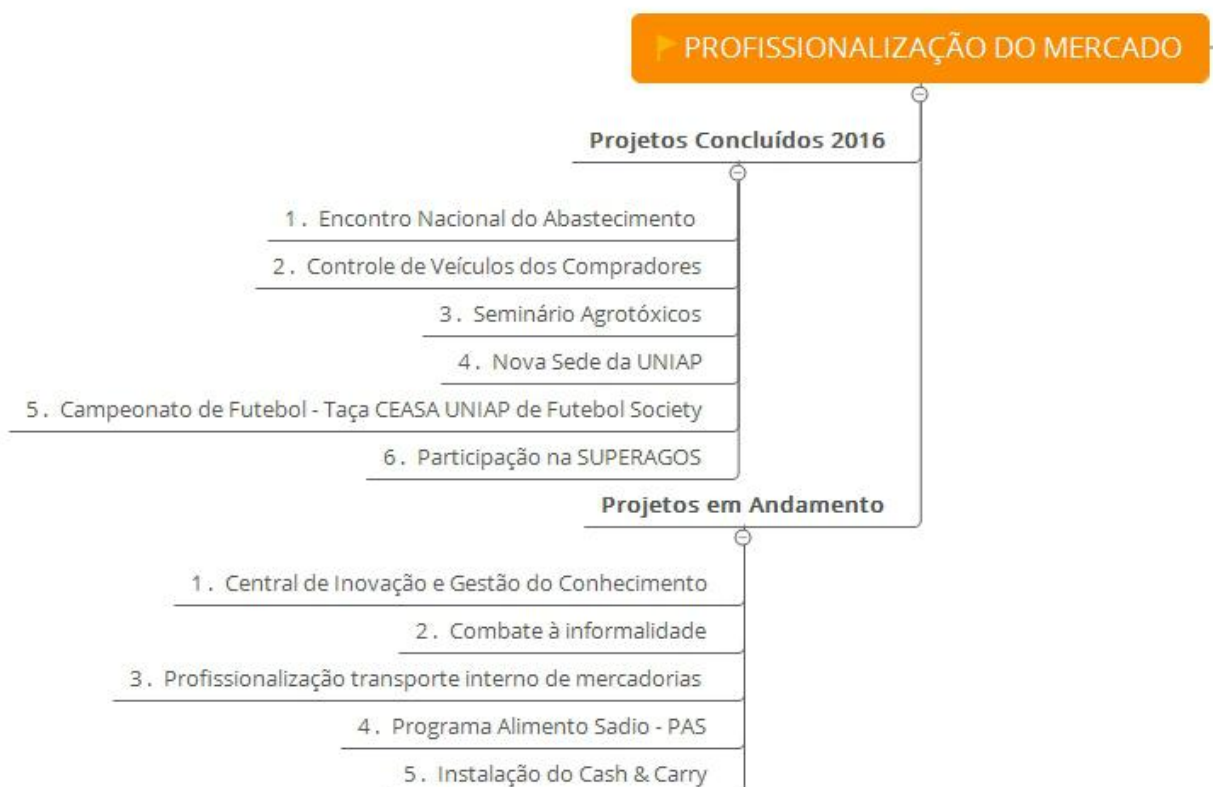 PROFISSIONALIZAÇÃO DO MERCADO
Projetos Concluídos 2016
1. Encontro Nacional do Abastecimento
2. Controle de Veículos dos Compradores
3. Seminário Agrotóxicos
4. Nova Sede da UNIAP
5. Campeonato de Futebol - Taça CEASA UNIAP de Futebol Society
6. Participação na SUPERAGOS
Projetos em Andamento
1. Central de Inovação e Gestão do Conhecimento
2. Combate à informalidade
3. Profissionalização transporte interno de mercadorias
4. Programa Alimento Sadio - PAS
5. Instalação do Cash & Carry